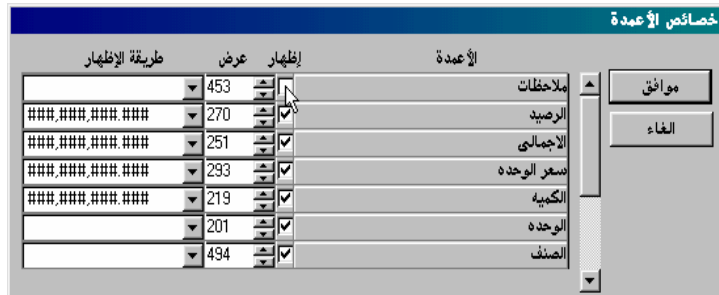 خصائص الأعمدة
الأعمدة إظهار عرض طريقة الإظهار
ملاحظات 453
الرصيد 270 ###,###,###.###
الاجمالى 251 ###,###,###.###
سعر الوحده 293 ###,###,###.###
الكميه 219 ###,###,###.###
الوحده 201
الصنف 494
موافق
الغاء